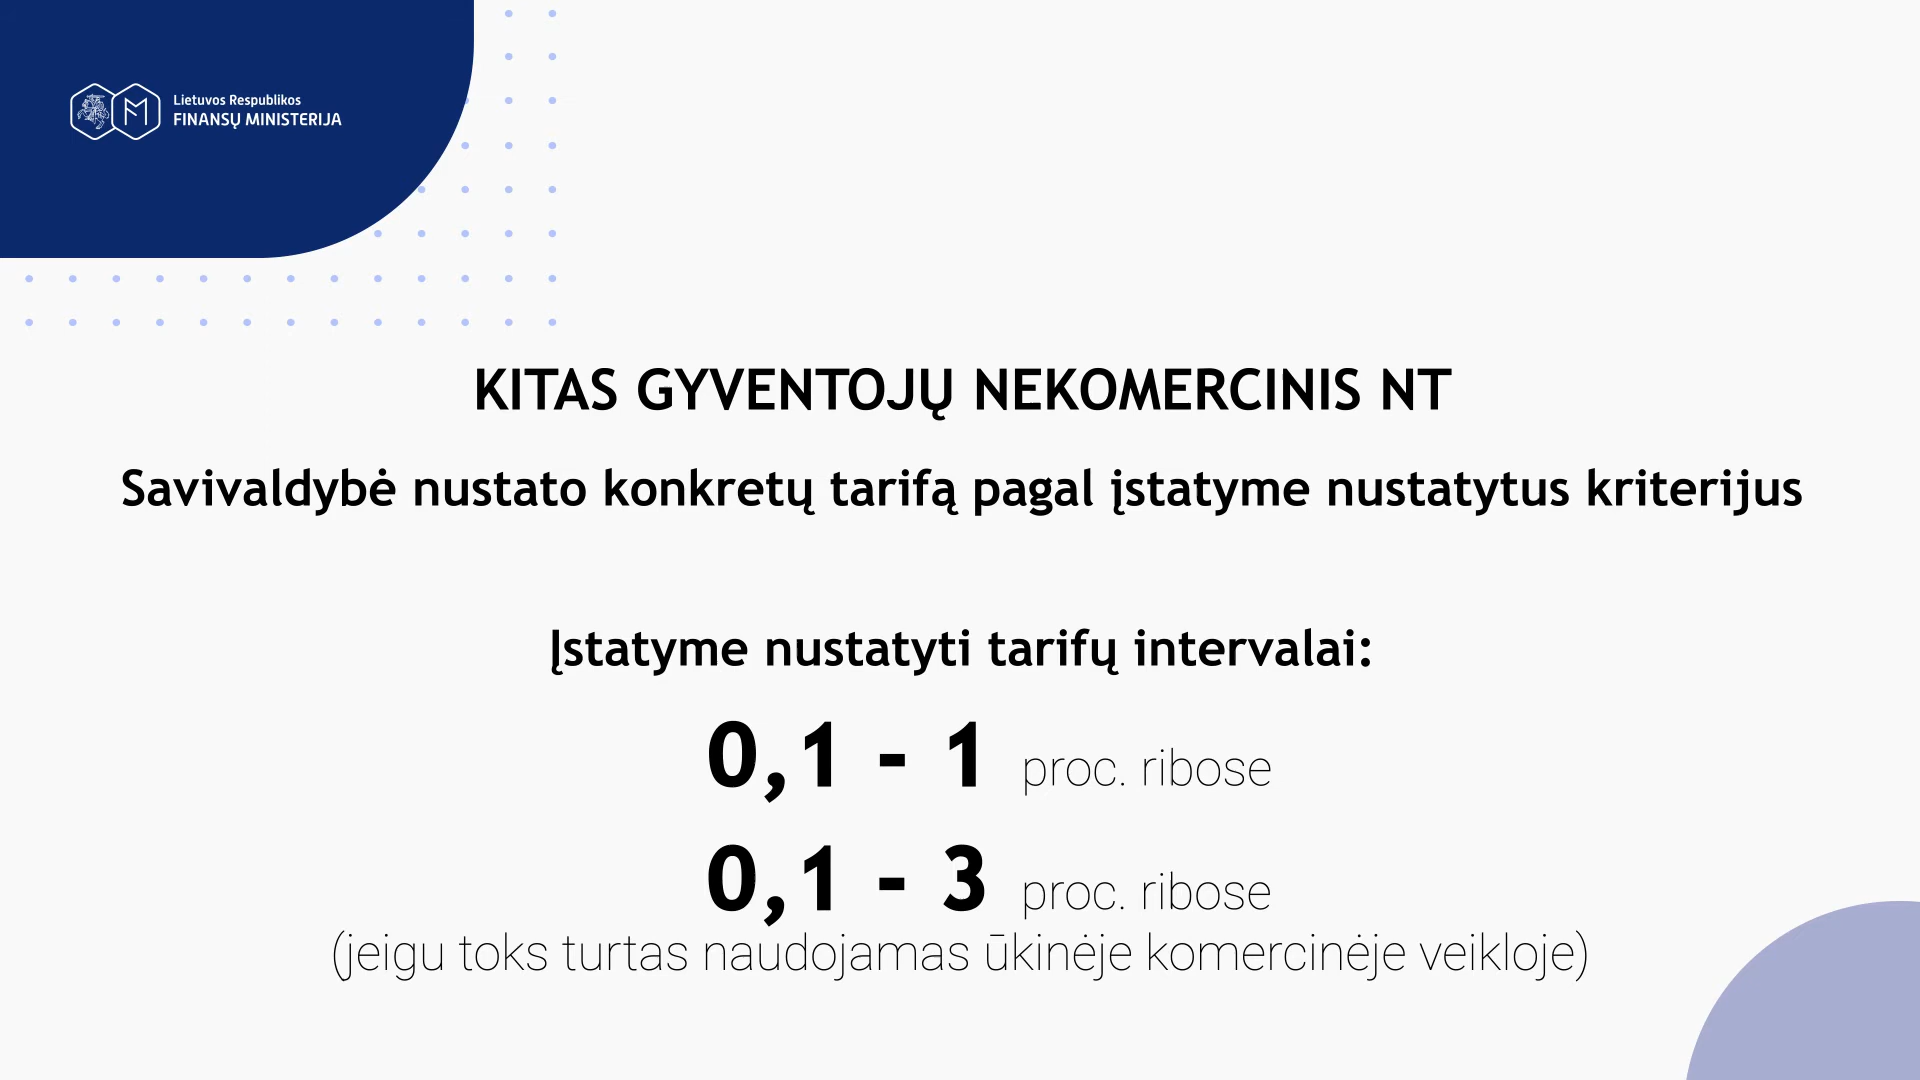 Lietuvos Respublikos
FINANSŲ MINISTERIJA
KITAS GYVENTOJŲ NEKOMERCINIS NT
Savivaldybė nustato konkretų tarifą pagal įstatyme nustatytus kriterijus
Įstatyme nustatyti tarifų intervalai:
0,1 - 1 proc. ribose
0,1 - 3 proc. ribose
(jeigu toks turtas naudojamas ūkinėje komercinėje veikloje)